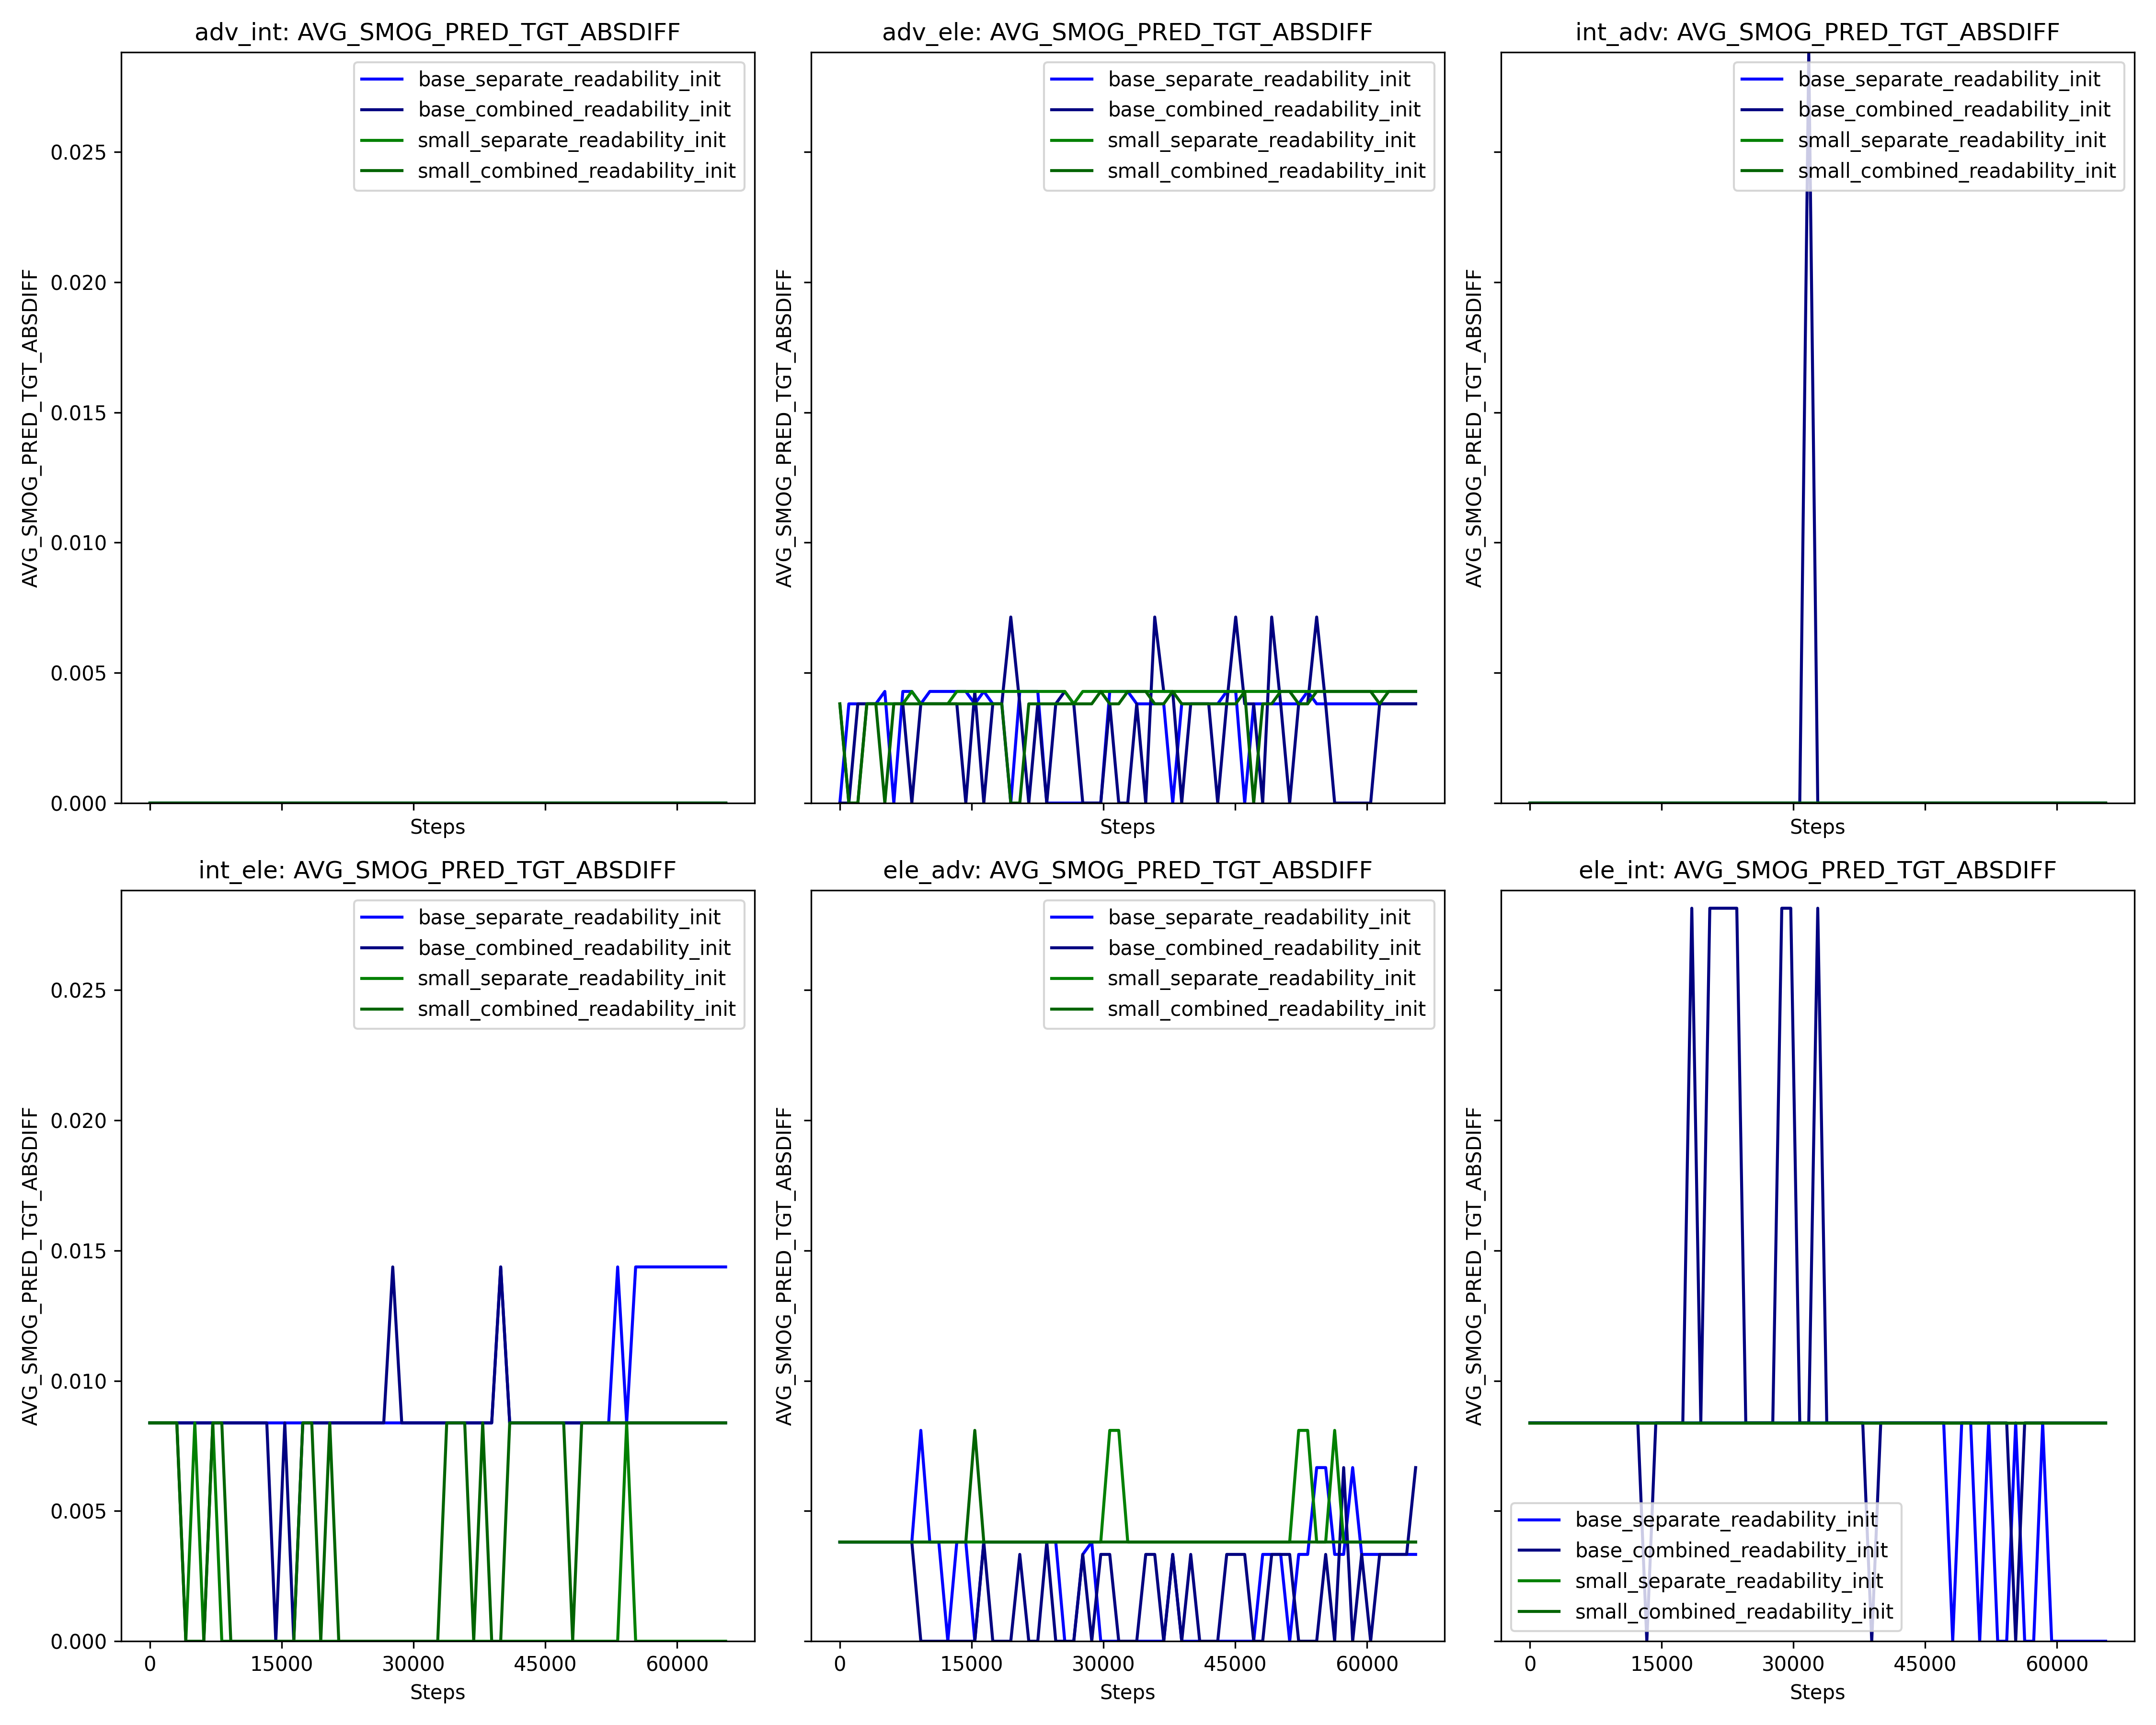 adv_int: AVG_SMOG_PRED_TGT_ABSDIFF
AVG_SMOG_PRED_TGT_ABSDIFF
0.025
0.020
0.015
0.010
0.005
0.000
base_separate_readability_init
base_combined_readability_init
small_separate_readability_init
small_combined_readability_init
Steps
adv_ele: AVG_SMOG_PRED_TGT_ABSDIFF
AVG_SMOG_PRED_TGT_ABSDIFF
base_separate_readability_init
base_combined_readability_init
small_separate_readability_init
small_combined_readability_init
Steps
int_adv: AVG_SMOG_PRED_TGT_ABSDIFF
AVG_SMOG_PRED_TGT_ABSDIFF
base_separate_readability_init
base_combined_readability_init
small_separate_readability_init
small_combined_readability_init
Steps
int_ele: AVG_SMOG_PRED_TGT_ABSDIFF
AVG_SMOG_PRED_TGT_ABSDIFF
0.025
0.020
0.015
0.010
0.005
0.000
base_separate_readability_init
base_combined_readability_init
small_separate_readability_init
small_combined_readability_init
0 15000 30000 45000 60000
Steps
ele_adv: AVG_SMOG_PRED_TGT_ABSDIFF
AVG_SMOG_PRED_TGT_ABSDIFF
base_separate_readability_init
base_combined_readability_init
small_separate_readability_init
small_combined_readability_init
0 15000 30000 45000 60000
Steps
ele_int: AVG_SMOG_PRED_TGT_ABSDIFF
AVG_SMOG_PRED_TGT_ABSDIFF
base_separate_readability_init
base_combined_readability_init
small_separate_readability_init
small_combined_readability_init
0 15000 30000 45000 60000
Steps